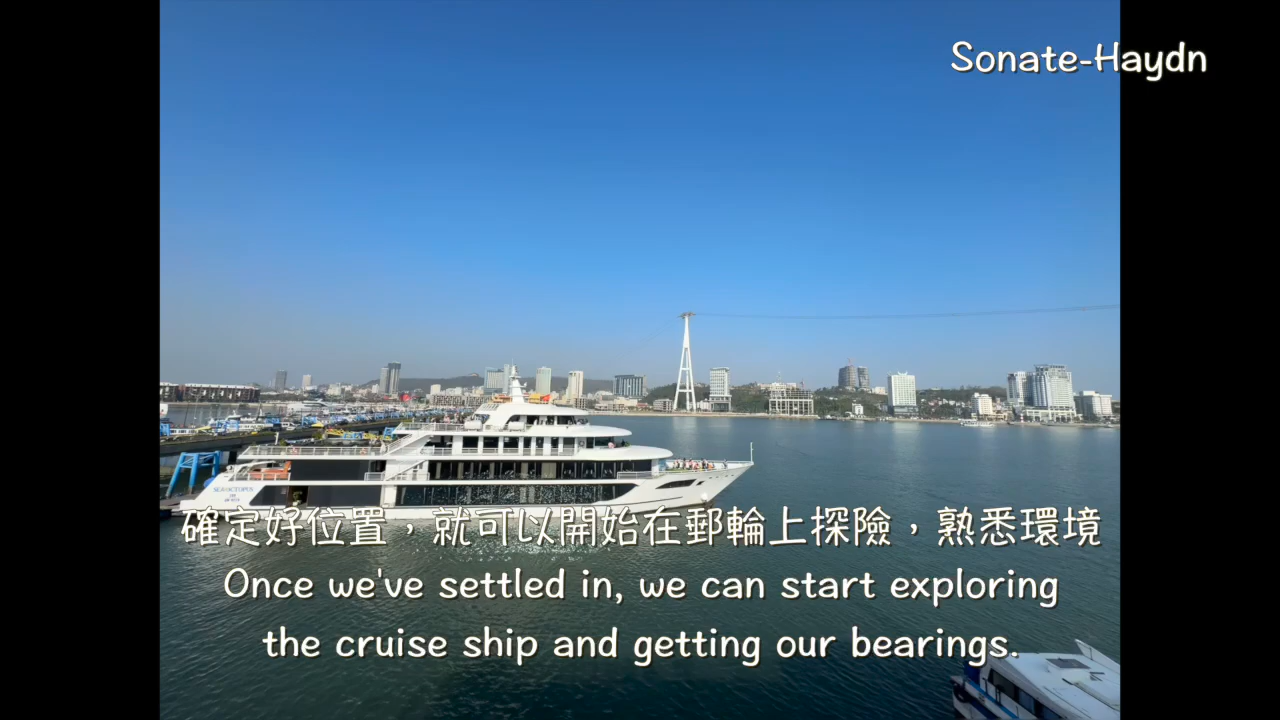 Sonate-Haydn
SEA OCTOPUS
確定好位置，就可以開始在郵輪上探險，熟悉環境
Once we've settled in, we can start exploring
the cruise ship and getting our bearings.